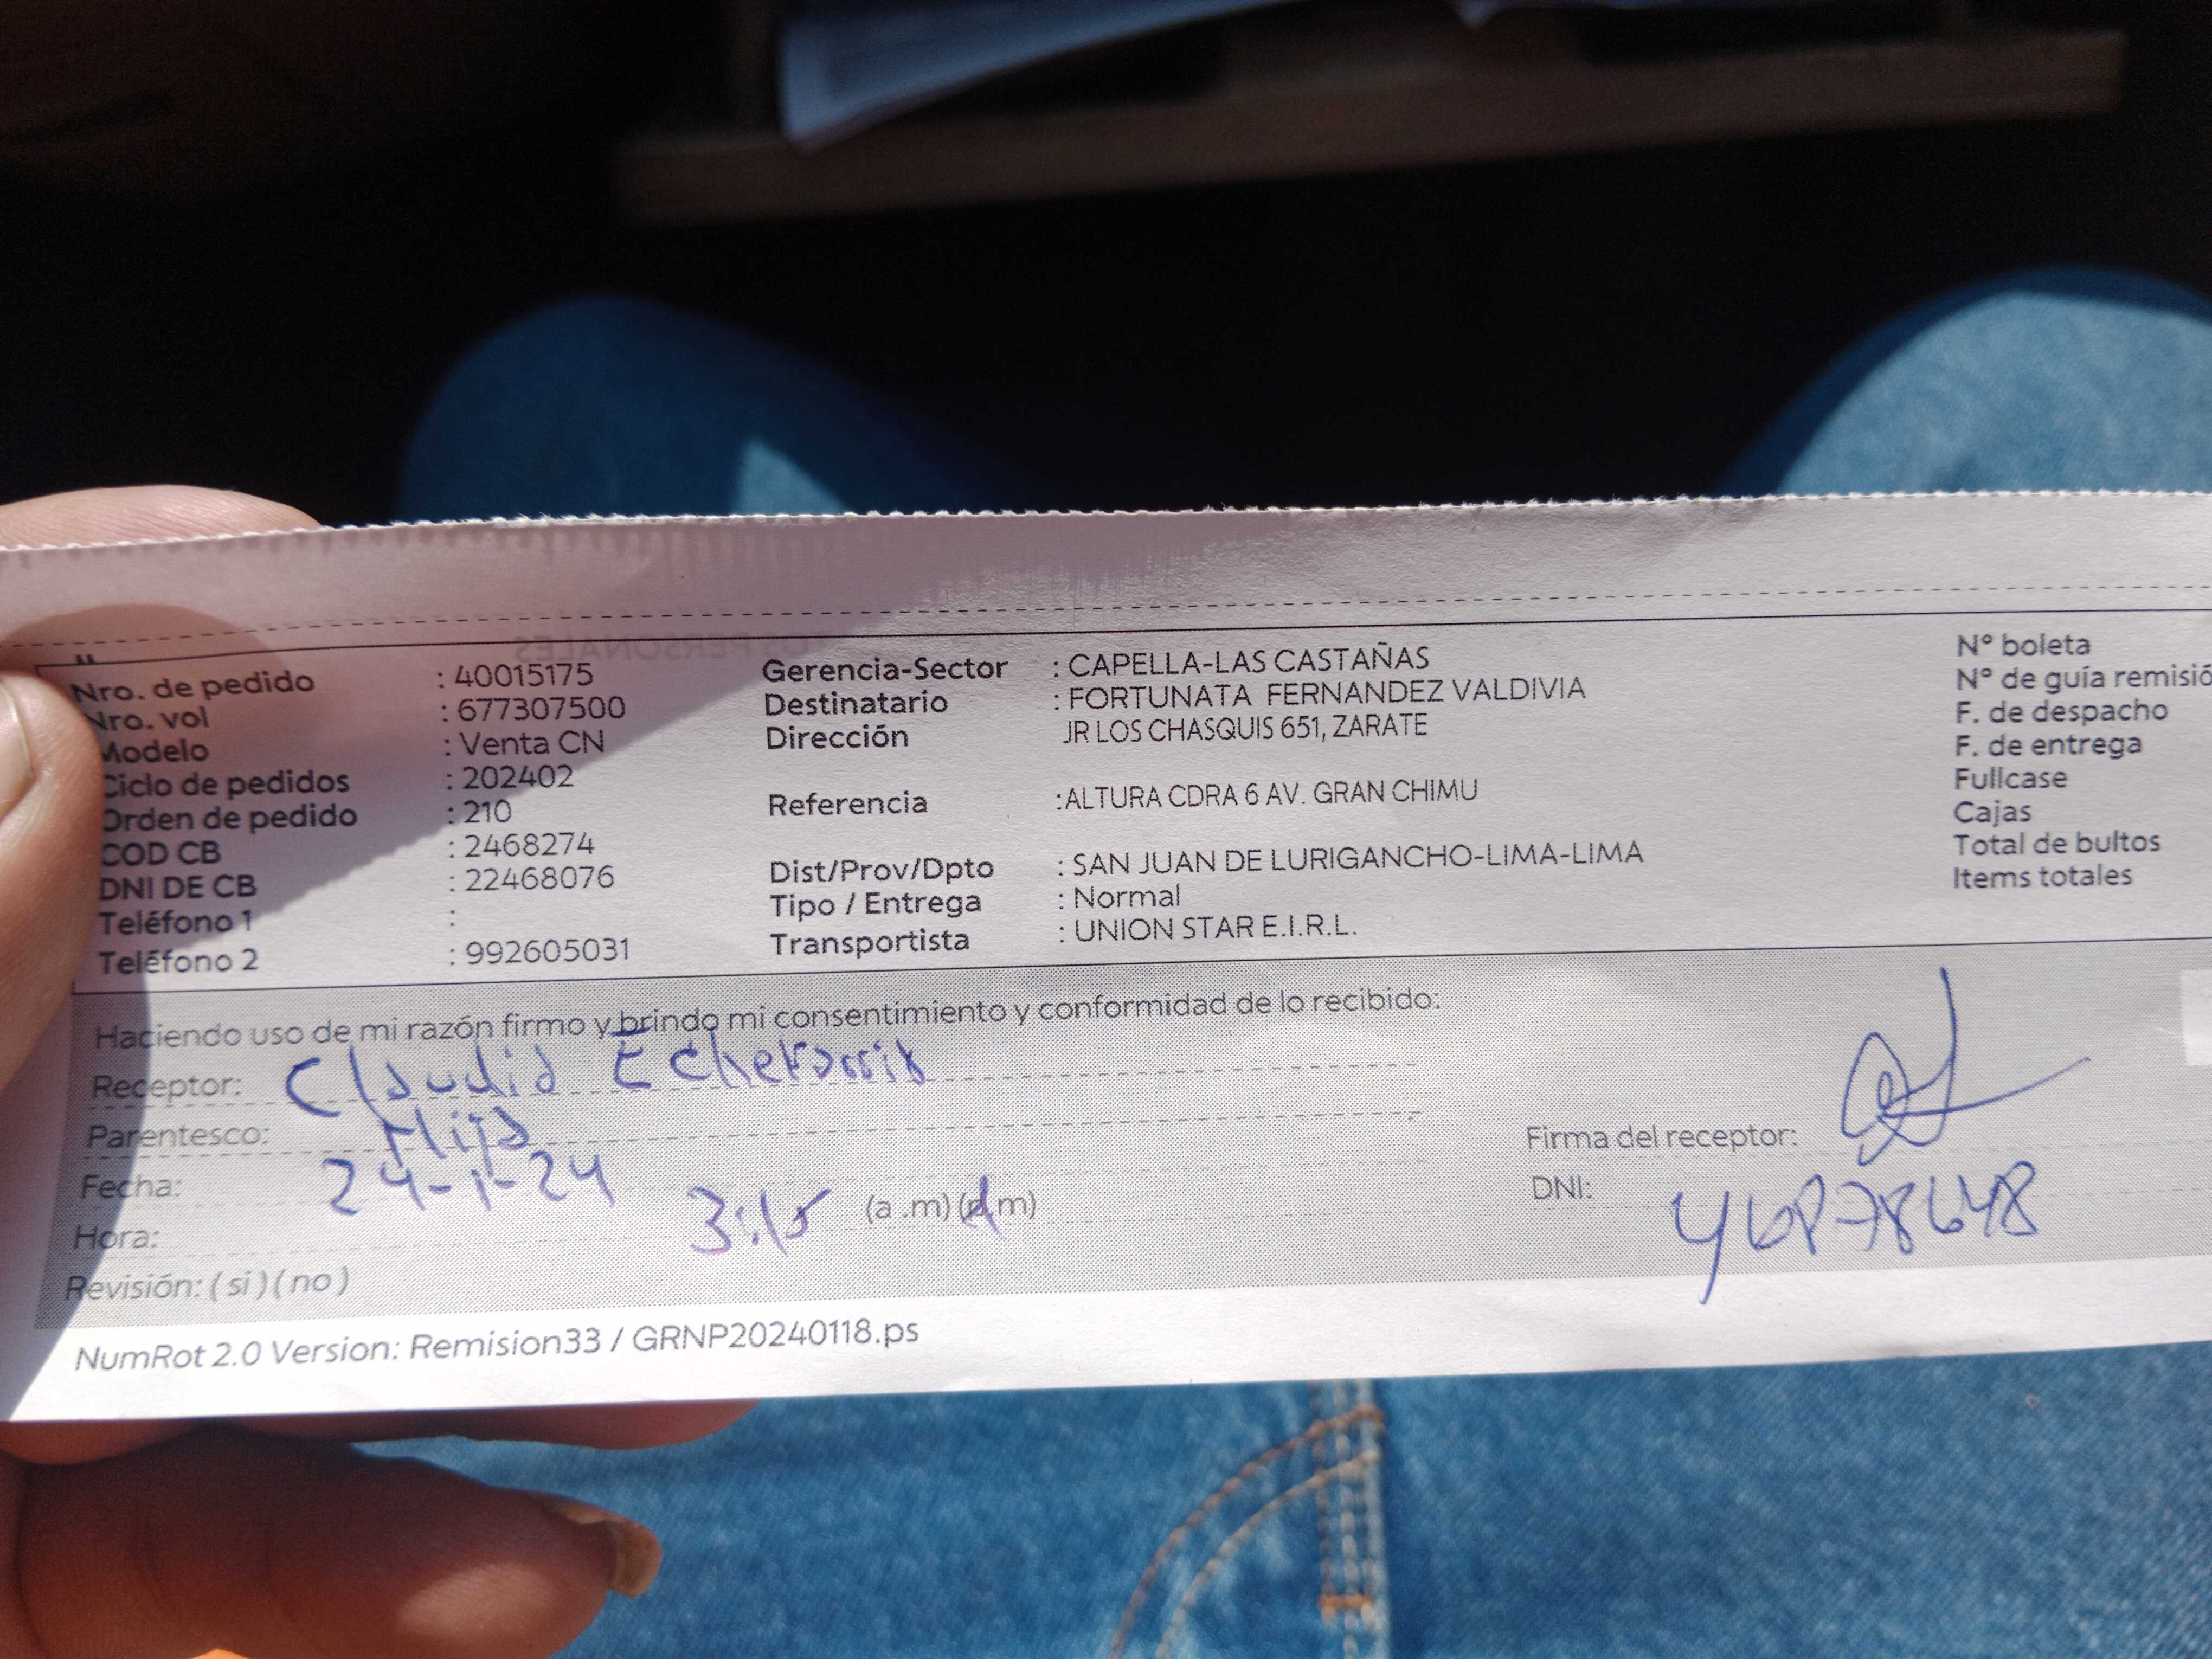 Nro. de pedido : 40015175
Nro. vol : 677307500
Modelo : Venta CN
Ciclo de pedidos : 202402
Orden de pedido : 210
COD CB : 2468274
DNI DE CB : 22468076
Teléfono 1 :
Teléfono 2 : 992605031
Gerencia-Sector : CAPELLA-LAS CASTAÑAS
Destinatario : FORTUNATA FERNANDEZ VALDIVIA
Dirección JR LOS CHASQUIS 651, ZARATE
Referencia : ALTURA CDRA 6 AV. GRAN CHIMU
Dist/Prov/Dpto : SAN JUAN DE LURIGANCHO-LIMA-LIMA
Tipo / Entrega : Normal
Transportista : UNION STAR E.I.R.L.
N° boleta
N° de guía remisió
F. de despacho
F. de entrega
Fullcase
Cajas
Total de bultos
Items totales
Haciendo uso de mi razón firmo y brindo mi consentimiento y conformidad de lo recibido:
Receptor: Claudia Echevarria
Parentesco: Hija
Fecha: 24-1-24
Hora: 3:15 (a .m) (p.m)
Revisión: ( si ) ( no )
Firma del receptor:
DNI:
NumRot 2.0 Version: Remision33 / GRNP20240118.ps